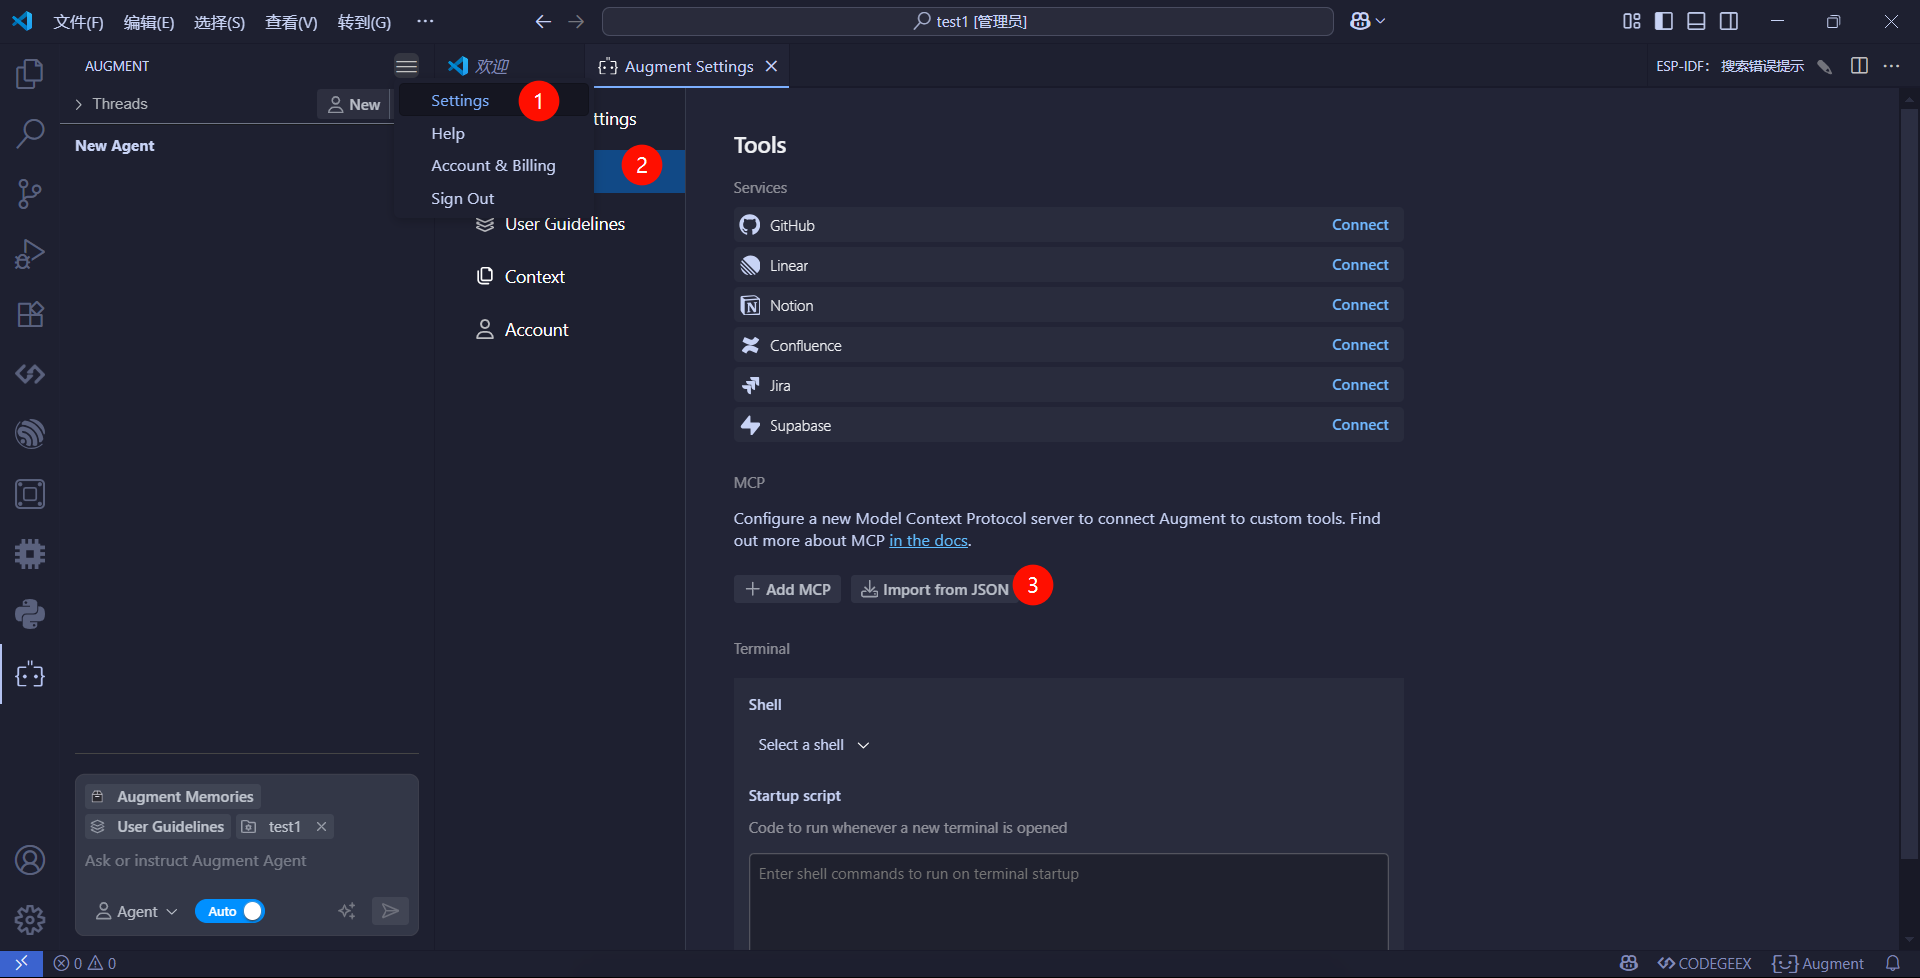 文件(F) 编辑(E) 选择(S) 查看(V) 转到(G) ··· test1 [管理员]
AUGMENT
欢迎
Augment Settings
ESP-IDF: 搜索错误提示
Threads
New
New Agent
Settings 1
Help
Account & Billing
Sign Out
ttings
2
User Guidelines
Context
Account
Tools
Services
GitHub Connect
Linear Connect
Notion Connect
Confluence Connect
Jira Connect
Supabase Connect
MCP
Configure a new Model Context Protocol server to connect Augment to custom tools. Find
out more about MCP in the docs.
+ Add MCP Import from JSON 3
Terminal
Shell
Select a shell
Startup script
Code to run whenever a new terminal is opened
Enter shell commands to run on terminal startup
Augment Memories
User Guidelines test1
Ask or instruct Augment Agent
Agent Auto
0 0 CODEGEEX Augment